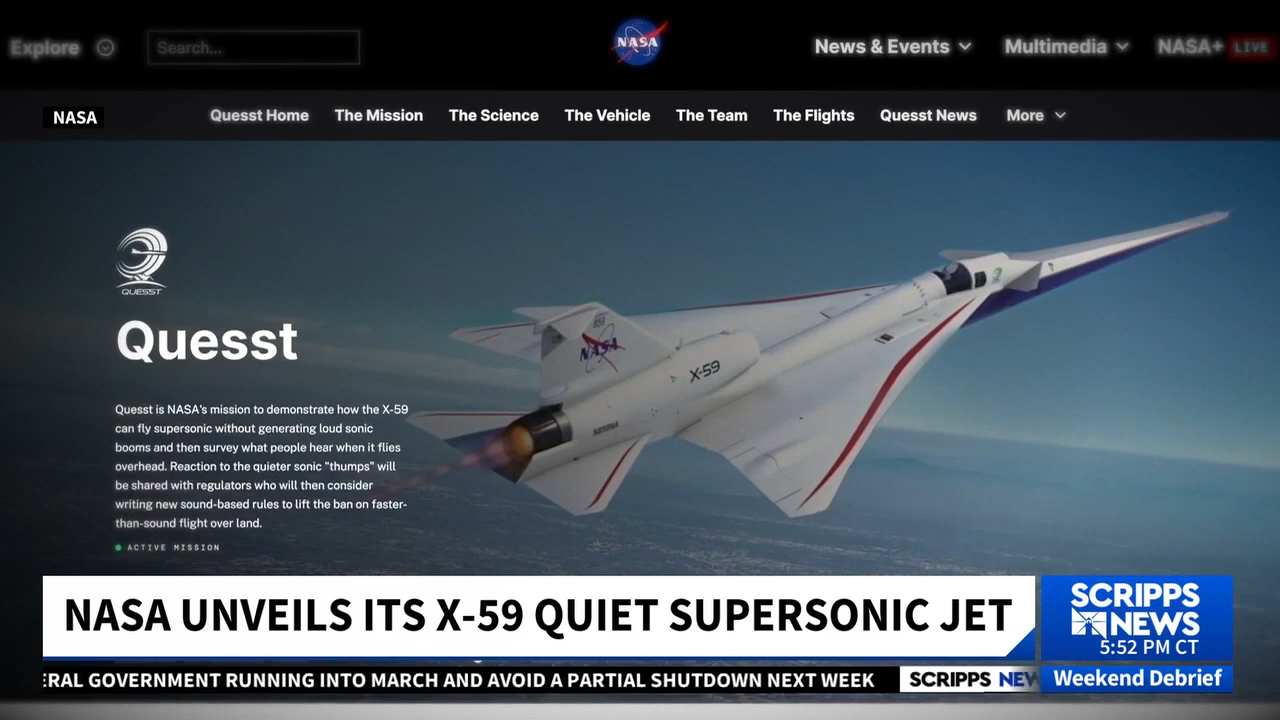 Explore
Search...
NASA
News & Events
Multimedia
NASA+ LIVE
NASA
Quesst Home
The Mission
The Science
The Vehicle
The Team
The Flights
Quesst News
More
QUESST
Quesst
Quesst is NASA's mission to demonstrate how the X-59
can fly supersonic without generating loud sonic
booms and then survey what people hear when it flies
overhead. Reaction to the quieter sonic "thumps" will
be shared with regulators who will then consider
writing new sound-based rules to lift the ban on faster-
than-sound flight over land.
ACTIVE MISSION
859
NASA
X-59
N859NA
NASA UNVEILS ITS X-59 QUIET SUPERSONIC JET
SCRIPPS
NEWS
5:52 PM CT
ERAL GOVERNMENT RUNNING INTO MARCH AND AVOID A PARTIAL SHUTDOWN NEXT WEEK
SCRIPPS NEW
Weekend Debrief